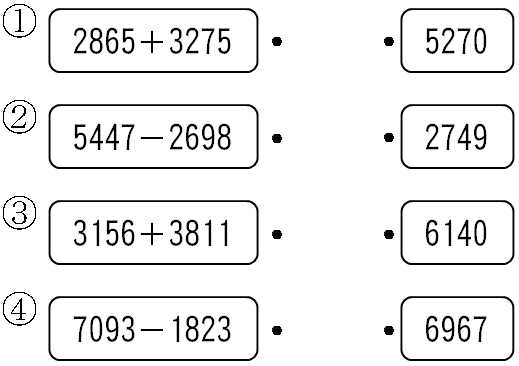 ① 2865+3275 • • 5270
② 5447−2698 • • 2749
③ 3156+3811 • • 6140
④ 7093−1823 • • 6967